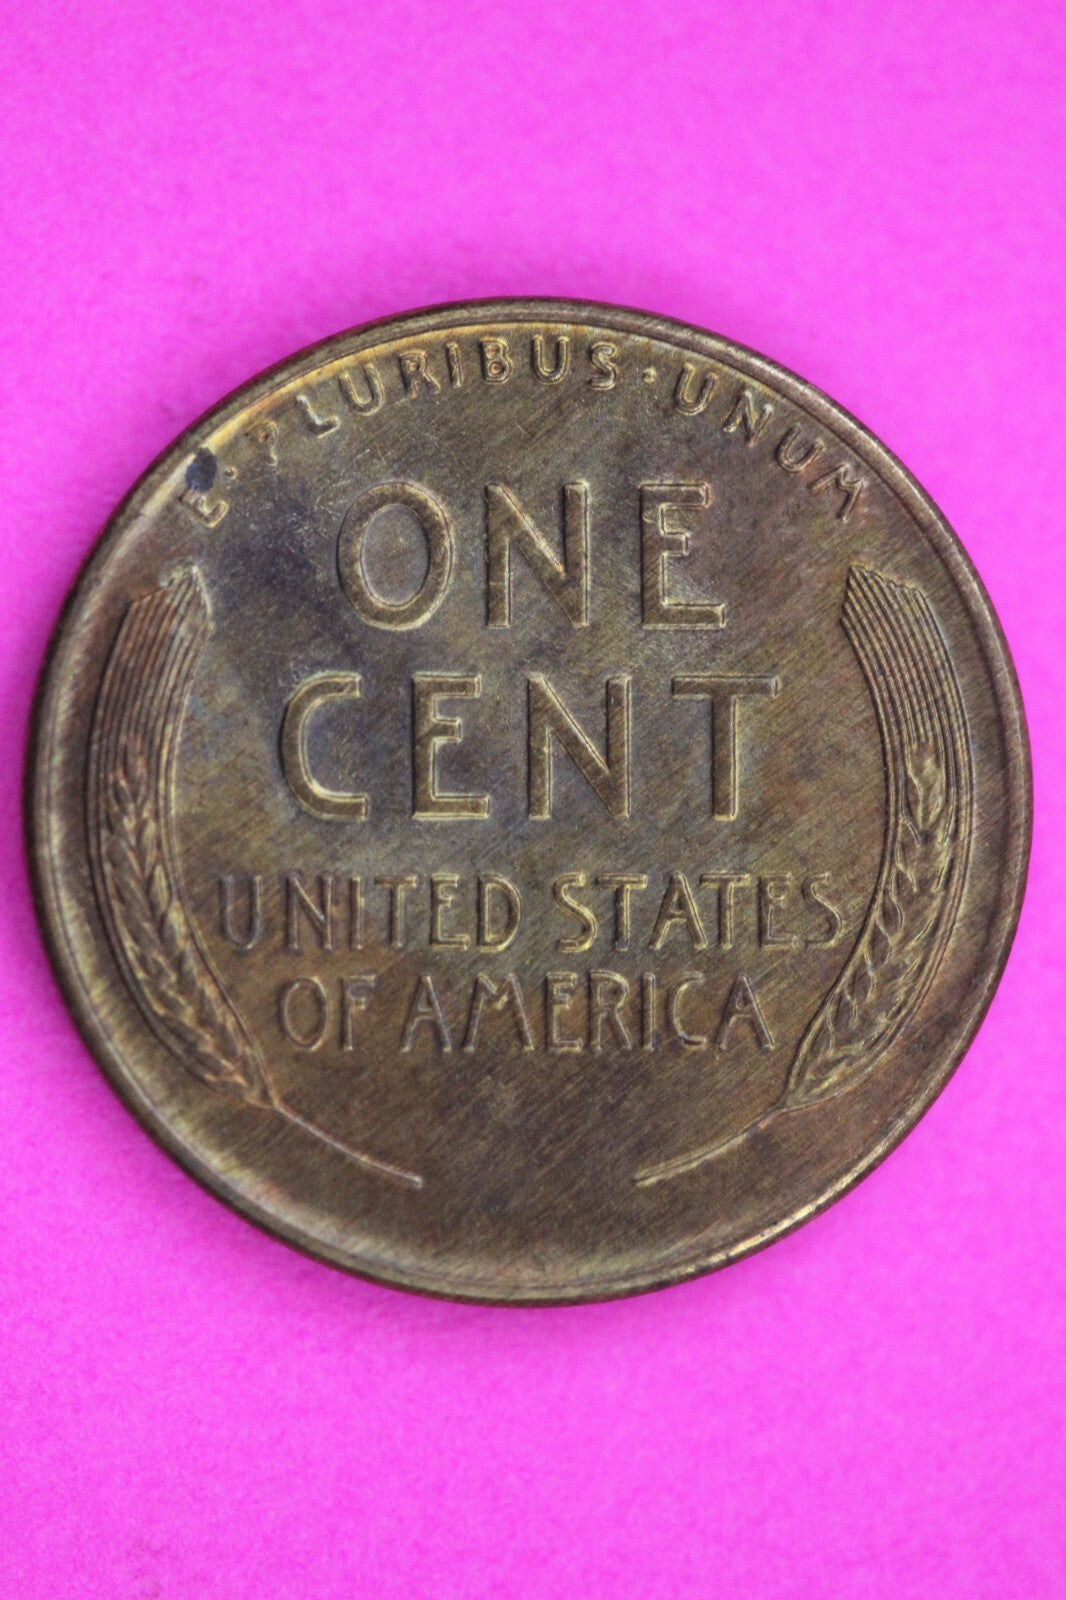 E·PLURIBUS·UNUM
ONE
CENT
UNITED STATES
OF AMERICA